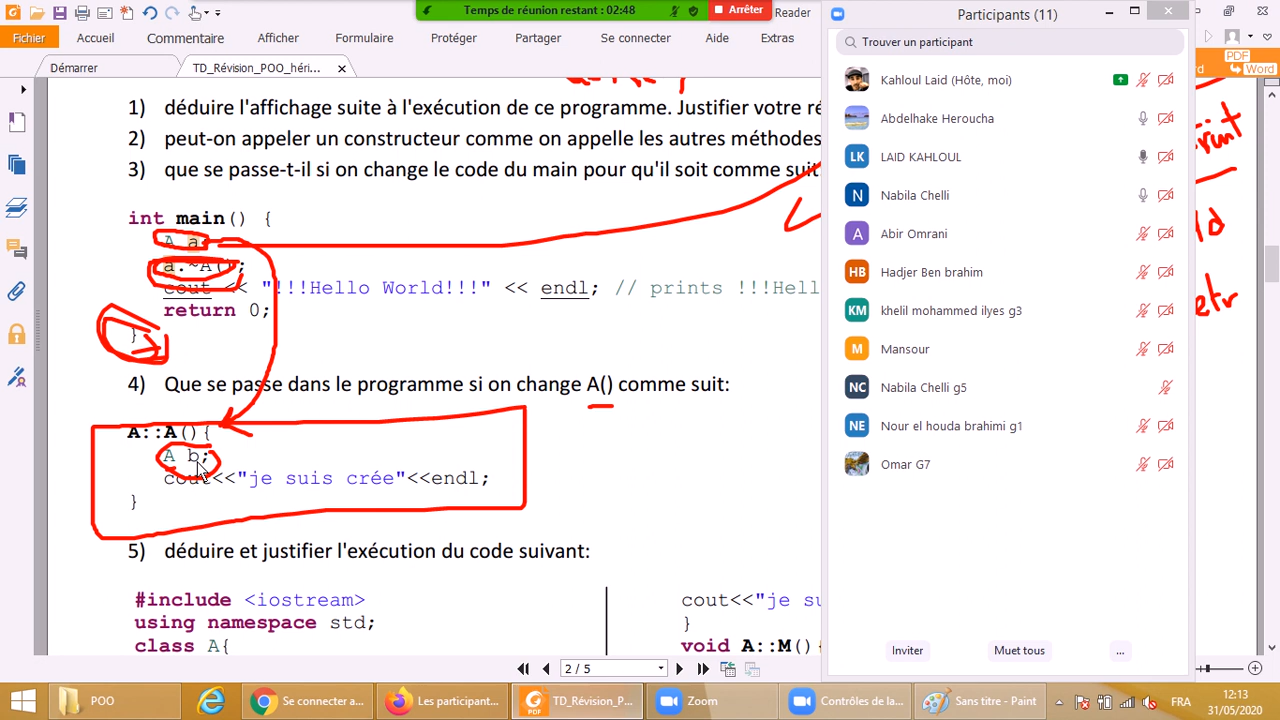 Temps de réunion restant : 02:48
Arrêter
Reader
Participants (11)
Fichier
Accueil
Commentaire
Afficher
Formulaire
Protéger
Partager
Se connecter
Aide
Extras
Démarrer
TD_Révision_POO_héri...
Trouver un participant
PDF
Word
Kahloul Laid (Hôte, moi)
Abdelhake Heroucha
LK LAID KAHLOUL
N Nabila Chelli
A Abir Omrani
HB Hadjer Ben brahim
KM khelil mohammed ilyes g3
M Mansour
NC Nabila Chelli g5
NE Nour el houda brahimi g1
Omar G7
Inviter
Muet tous
...
1) déduire l'affichage suite à l'exécution de ce programme. Justifier votre ré
2) peut-on appeler un constructeur comme on appelle les autres méthodes
3) que se passe-t-il si on change le code du main pour qu'il soit comme suit
int main() {
A a;
a.~A();
cout << "!!!Hello World!!!" << endl; // prints !!!Hell
return 0;
}
4) Que se passe dans le programme si on change A() comme suit:
A::A(){
A b;
cout<<"je suis crée"<<endl;
}
5) déduire et justifier l'exécution du code suivant:
#include <iostream>
using namespace std;
class A{
cout<<"je su
}
void A::M(){
2 / 5
POO
Se connecter a...
Les participant...
TD_Révision_P...
Zoom
Contrôles de la...
Sans titre - Paint
FRA
12:13
31/05/2020